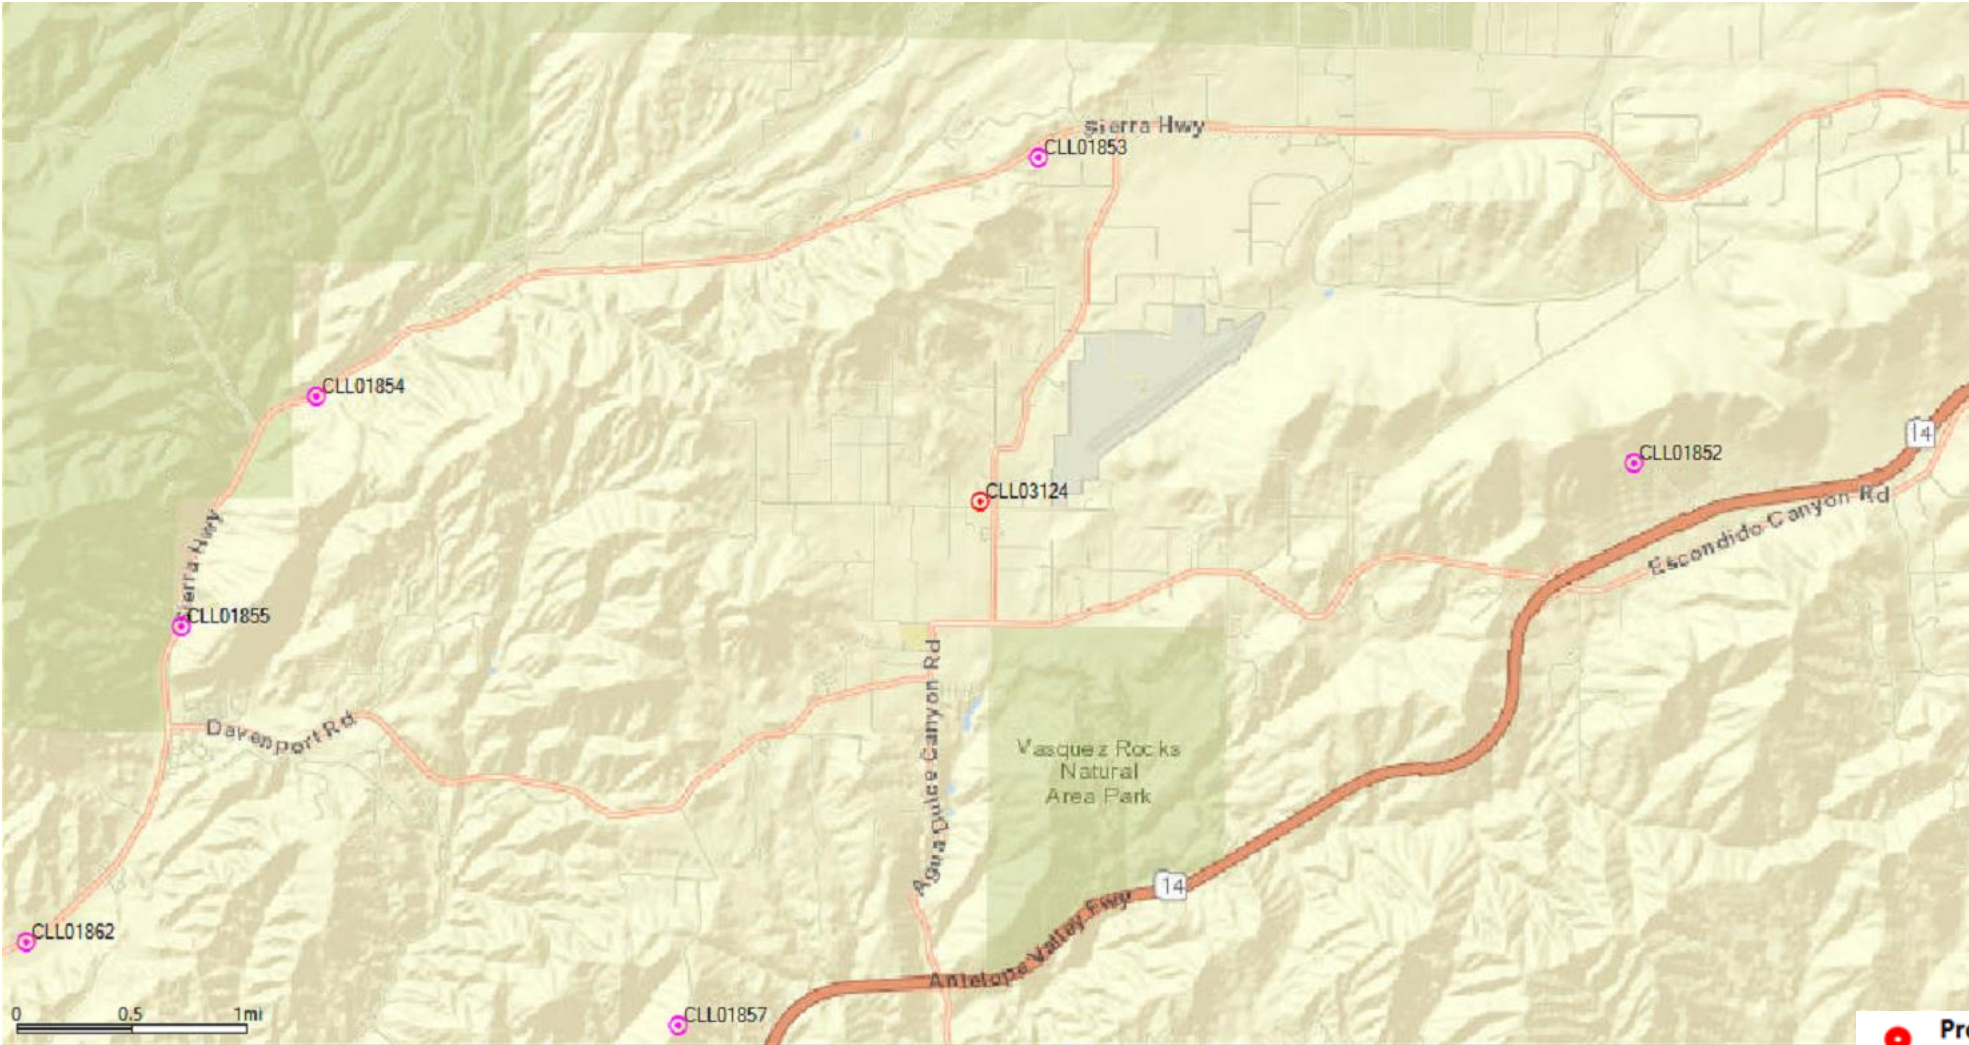 Sierra Hwy
CLL01853
CLL01854
14
CLL01852
CLL03124
Escondido Canyon Rd
Sierra Hwy
CLL01855
Davenport Rd
Agua Dulce Canyon Rd
Vasquez Rocks
Natural
Area Park
14
Antelope Valley Fwy
CLL01862
CLL01857
0 0.5 1mi
Pr